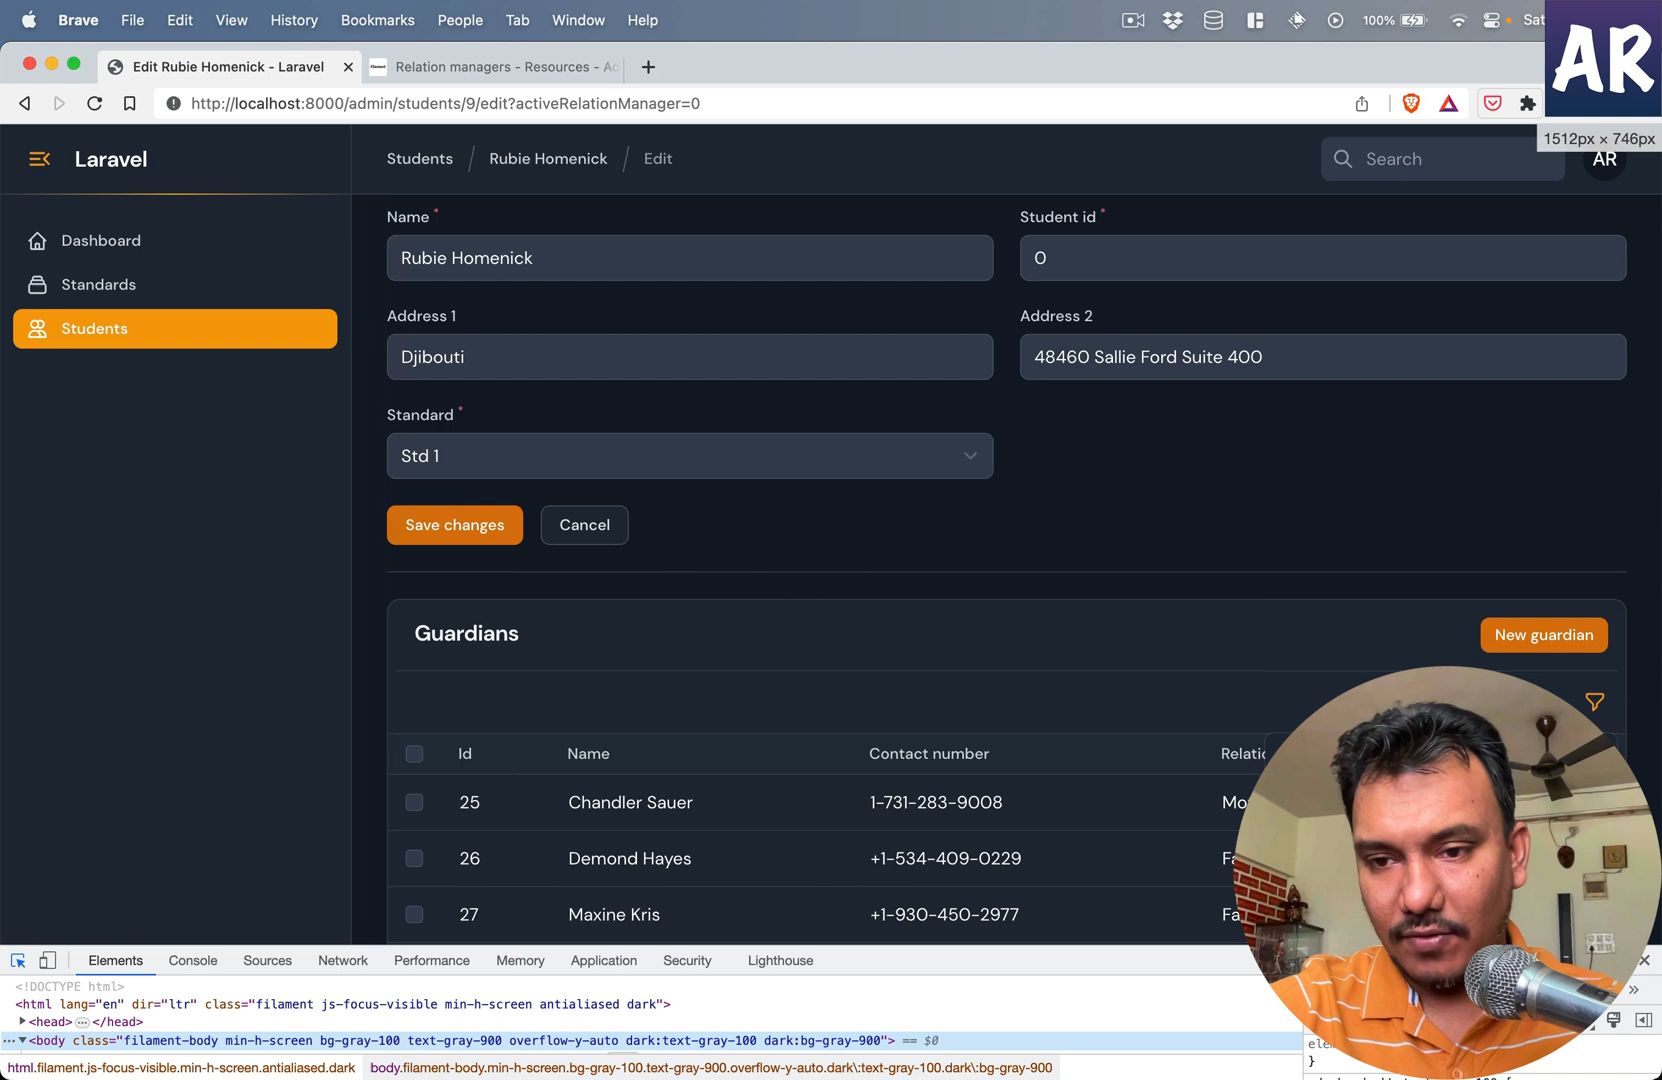 Brave File Edit View History Bookmarks People Tab Window Help 100% Sat
AR
Edit Rubie Homenick - Laravel Relation managers - Resources - Ac
http://localhost:8000/admin/students/9/edit?activeRelationManager=0
1512px × 746px
Laravel
Students / Rubie Homenick / Edit
Search
AR
Dashboard
Standards
Students
Name * Student id *
Rubie Homenick 0
Address 1 Address 2
Djibouti 48460 Sallie Ford Suite 400
Standard *
Std 1
Save changes Cancel
Guardians New guardian
Id Name Contact number Relatio
25 Chandler Sauer 1-731-283-9008 Mo
26 Demond Hayes +1-534-409-0229 Fa
27 Maxine Kris +1-930-450-2977 Fa
Elements Console Sources Network Performance Memory Application Security Lighthouse
<!DOCTYPE html>
<html lang="en" dir="ltr" class="filament js-focus-visible min-h-screen antialiased dark">
<head>…</head>
<body class="filament-body min-h-screen bg-gray-100 text-gray-900 overflow-y-auto dark:text-gray-100 dark:bg-gray-900"> == $0
html.filament.js-focus-visible.min-h-screen.antialiased.dark body.filament-body.min-h-screen.bg-gray-100.text-gray-900.overflow-y-auto.dark\:text-gray-100.dark\:bg-gray-900
}